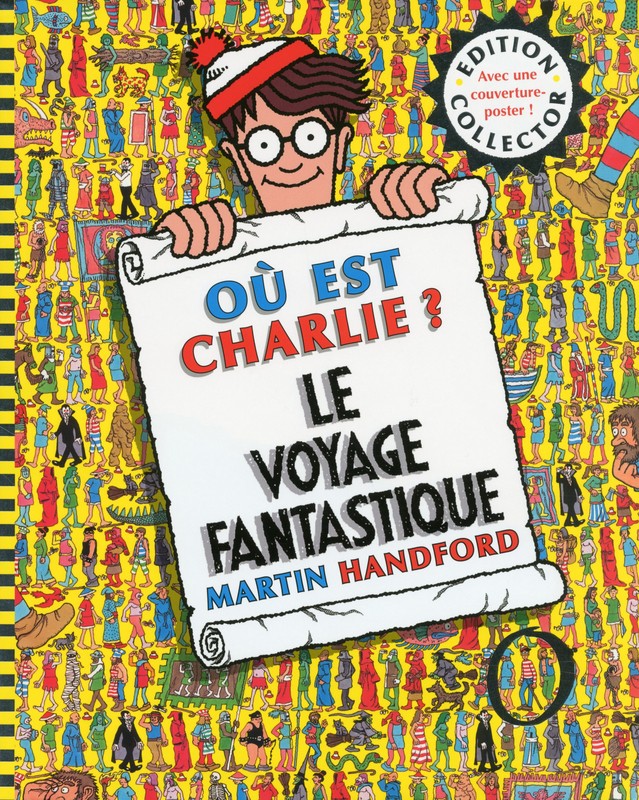 EDITION
Avec une
couverture-
poster !
COLLECTOR
OÙ EST
CHARLIE ?
LE
VOYAGE
FANTASTIQUE
MARTIN HANDFORD
O